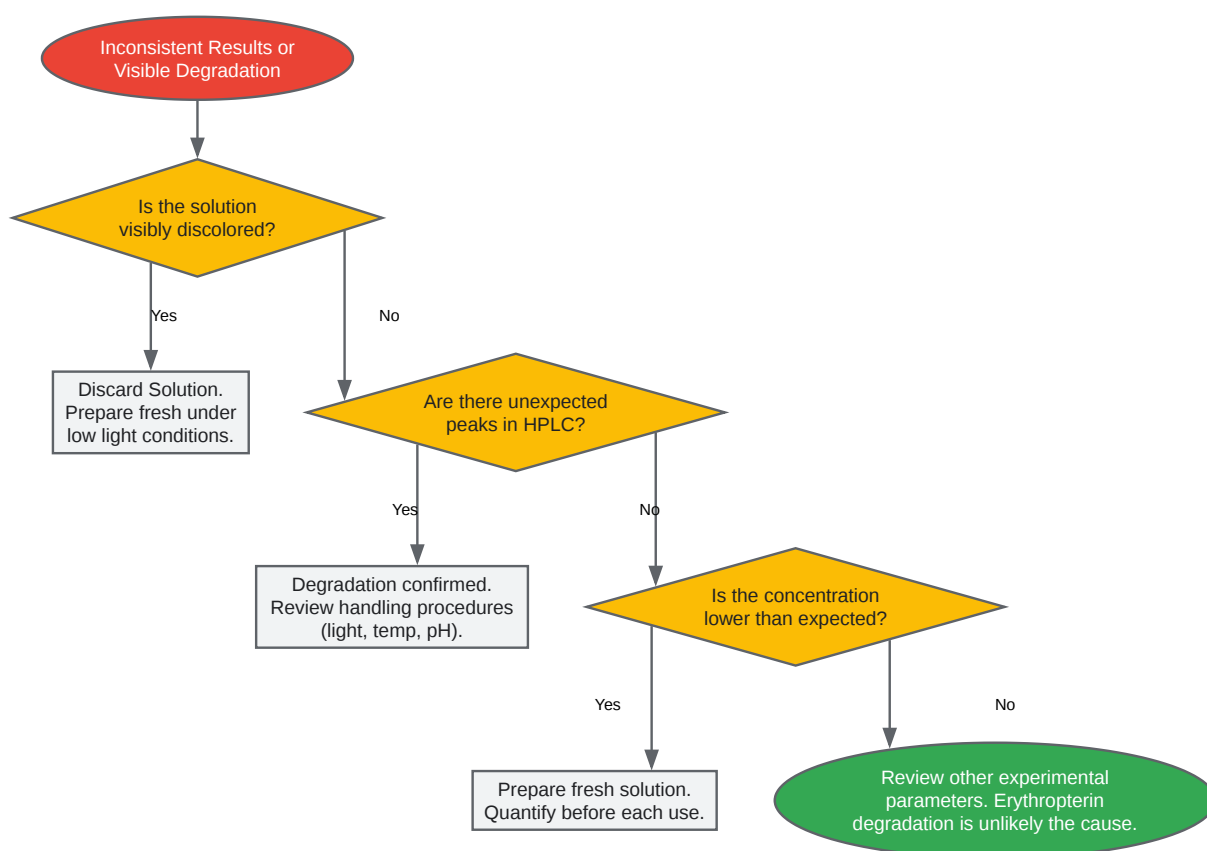 Inconsistent Results or
Visible Degradation
Is the solution
visibly discolored?
Yes
No
Discard Solution.
Prepare fresh under
low light conditions.
Are there unexpected
peaks in HPLC?
Yes
No
Degradation confirmed.
Review handling procedures
(light, temp, pH).
Is the concentration
lower than expected?
Yes
No
Prepare fresh solution.
Quantify before each use.
Review other experimental
parameters. Erythropterin
degradation is unlikely the cause.